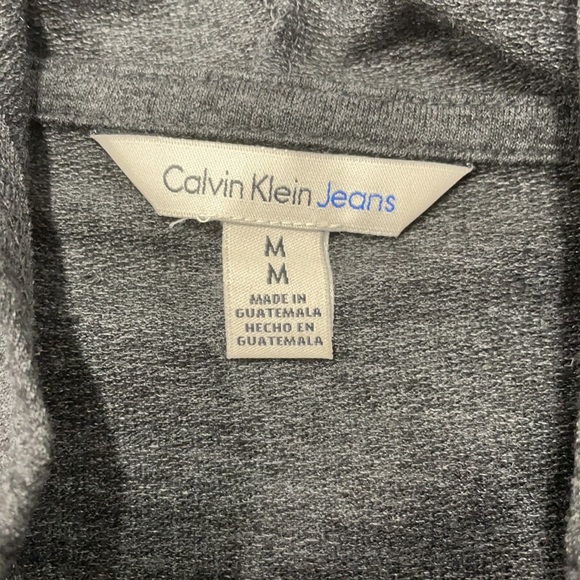 Calvin Klein Jeans
M
M
MADE IN
GUATEMALA
HECHO EN
GUATEMALA